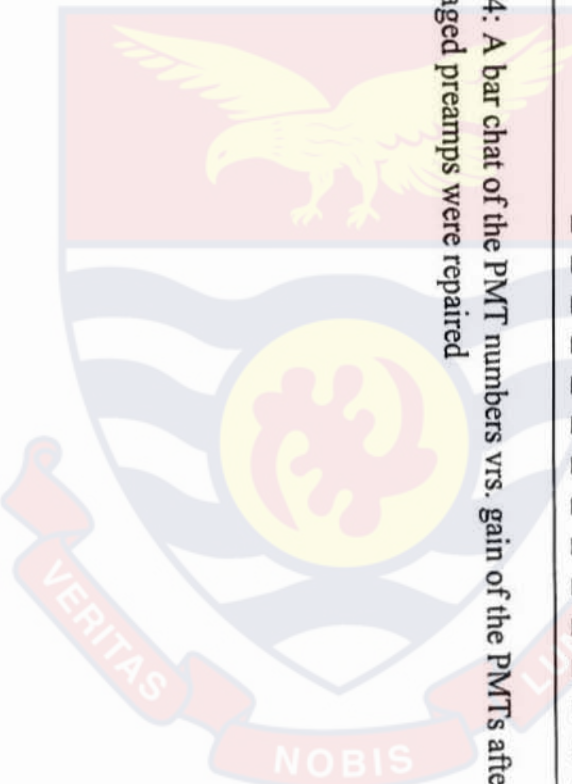 4: A bar chat of the PMT numbers vrs. gain of the PMTs afte
aged preamps were repaired
VERITAS
NOBIS
LU